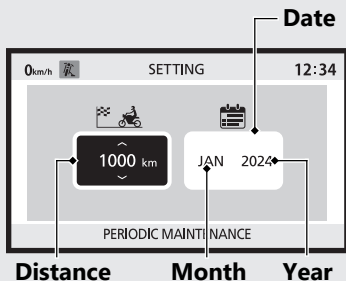 Date
0km/h SETTING 12:34
1000 km JAN 2024
PERIODIC MAINTENANCE
Distance Month Year